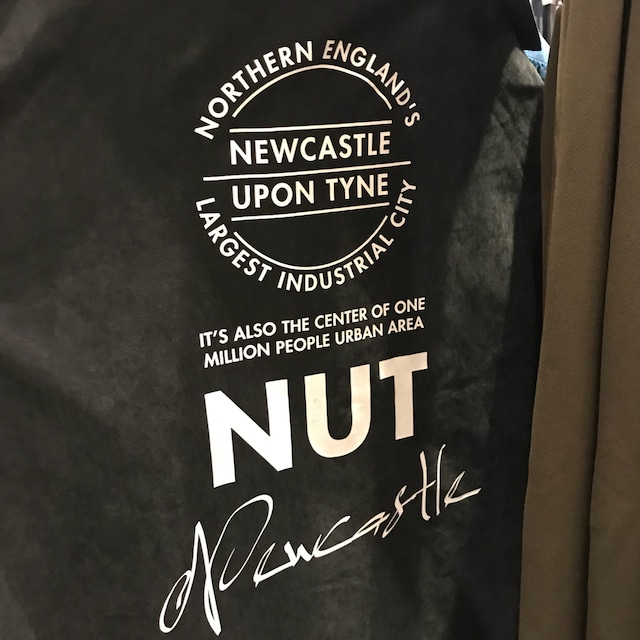 NORTHERN ENGLAND'S
NEWCASTLE
UPON TYNE
LARGEST INDUSTRIAL CITY
IT'S ALSO THE CENTER OF ONE
MILLION PEOPLE URBAN AREA
NUT
Newcastle